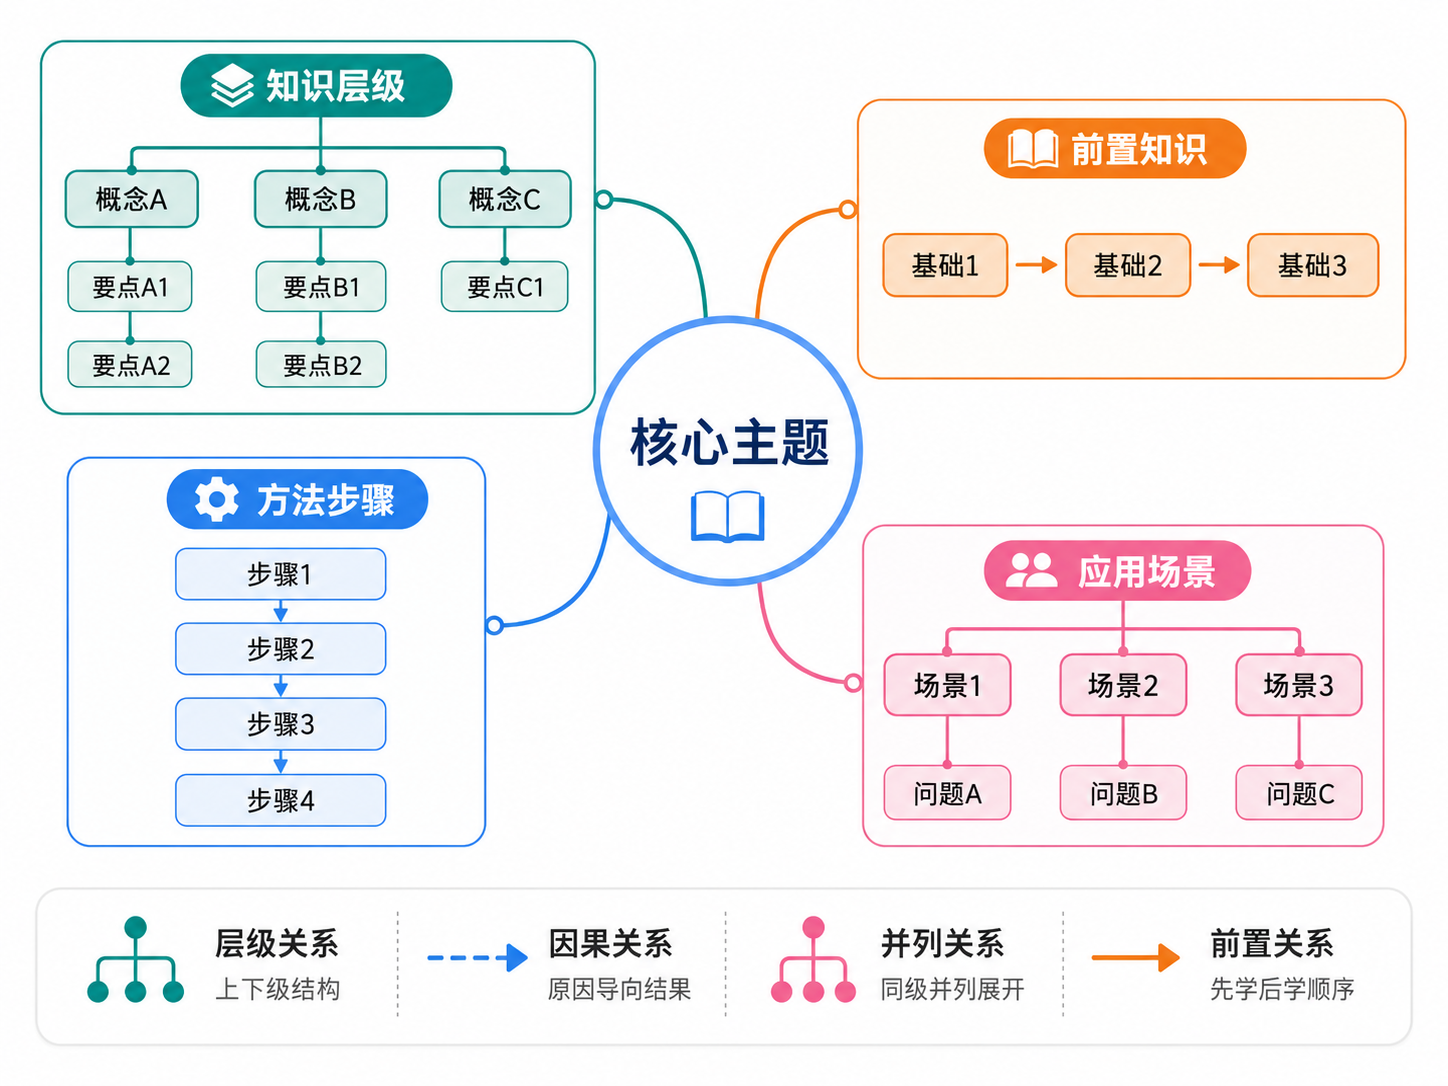 知识层级
概念A
概念B
概念C
要点A1
要点B1
要点C1
要点A2
要点B2
前置知识
基础1
基础2
基础3
核心主题
方法步骤
步骤1
步骤2
步骤3
步骤4
应用场景
场景1
场景2
场景3
问题A
问题B
问题C
层级关系
上下级结构
因果关系
原因导向结果
并列关系
同级并列展开
前置关系
先学后学顺序